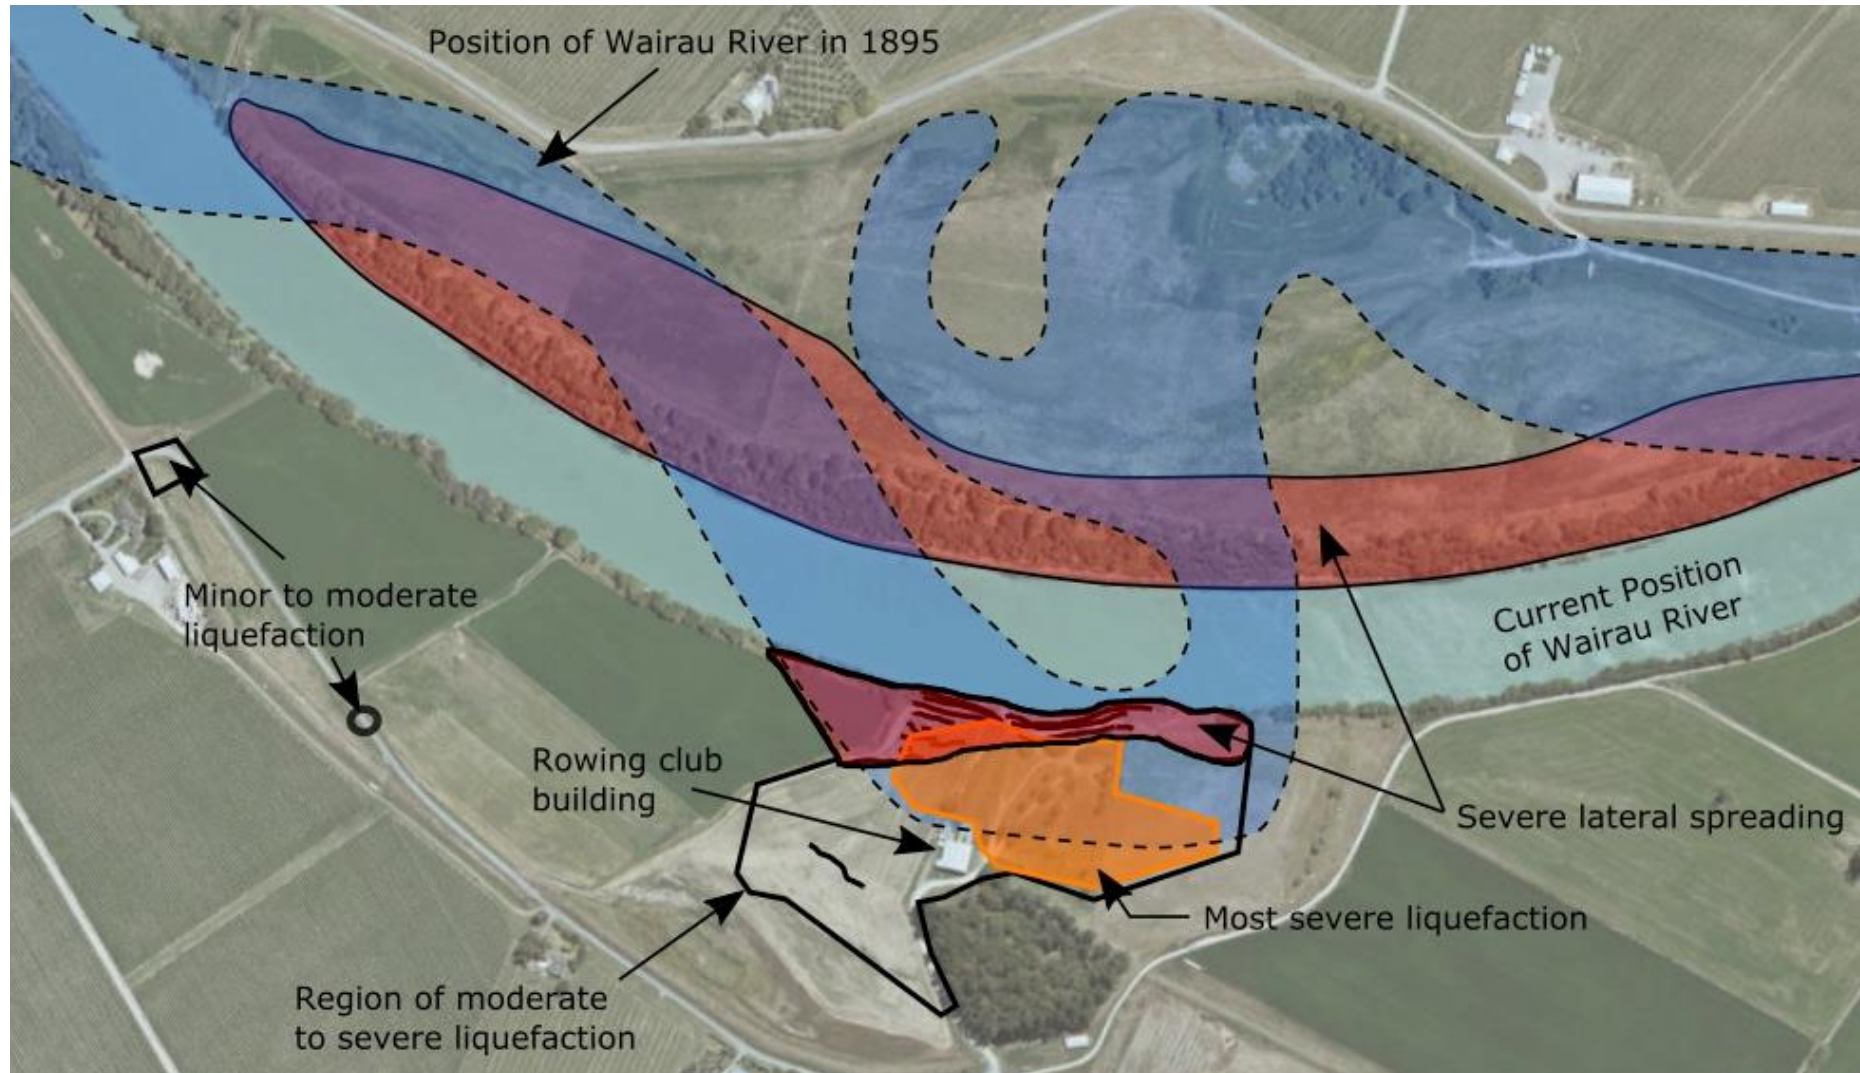 Position of Wairau River in 1895
Current Position
of Wairau River
Minor to moderate
liquefaction
Rowing club
building
Severe lateral spreading
Most severe liquefaction
Region of moderate
to severe liquefaction